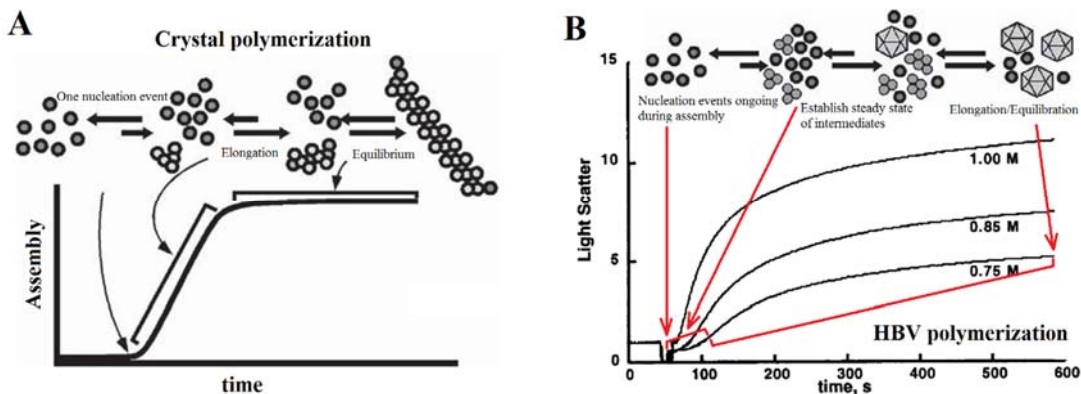 A
Crystal polymerization
One nucleation event
Elongation
Equilibrium
Assembly
time
B
Nucleation events ongoing
during assembly
Establish steady state
of intermediates
Elongation/Equilibration
15
10
5
0
Light Scatter
1.00 M
0.85 M
0.75 M
HBV polymerization
0
100
200
300
400
500
600
time, s